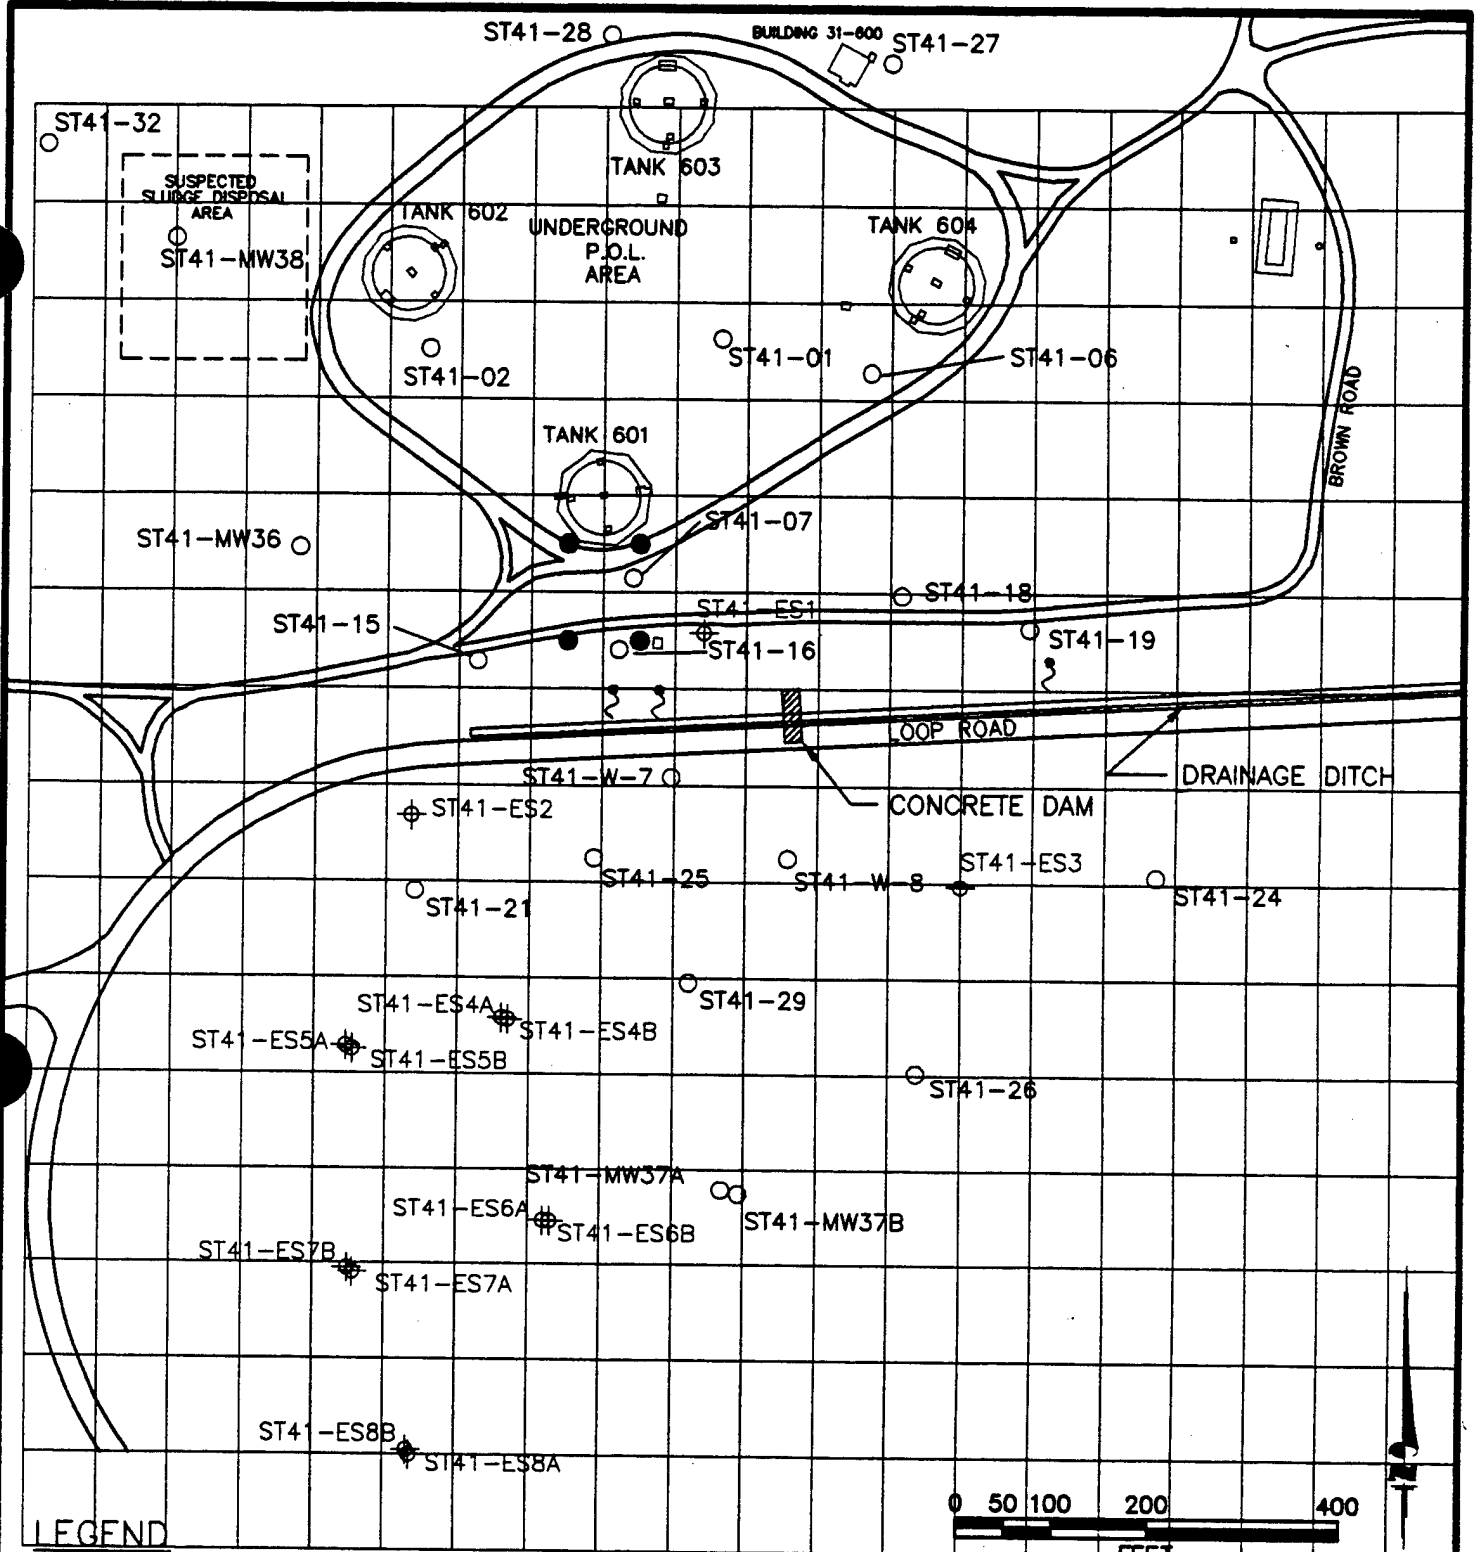 ST41-28
BUILDING 31-600
ST41-27
ST41-32
SUSPECTED
SLUDGE DISPOSAL
AREA
ST41-MW38
TANK 603
TANK 602
UNDERGROUND
P.O.L.
AREA
TANK 604
ST41-01
ST41-06
ST41-02
BROWN ROAD
TANK 601
ST41-07
ST41-MW36
ST41-18
ST41-ES1
ST41-15
ST41-16
ST41-19
LOOP ROAD
ST41-W-7
DRAINAGE DITCH
CONCRETE DAM
ST41-ES2
ST41-25
ST41-W-8
ST41-ES3
ST41-21
ST41-24
ST41-29
ST41-ES4A
ST41-ES4B
ST41-ES5A
ST41-ES5B
ST41-26
ST41-MW37A
ST41-MW37B
ST41-ES6A
ST41-ES6B
ST41-ES7B
ST41-ES7A
ST41-ES8B
ST41-ES8A
0 50 100 200 400
FEET
LEGEND